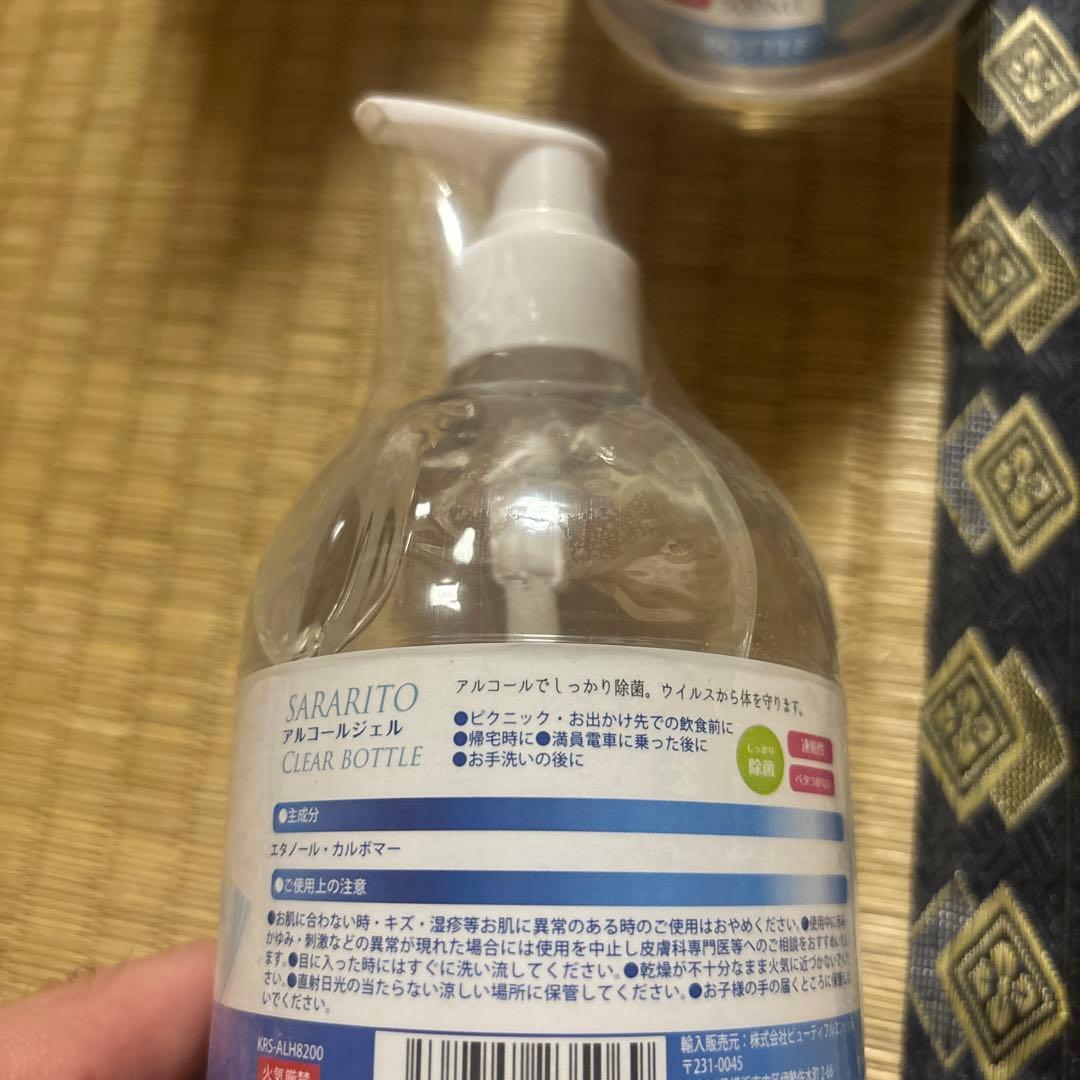 BOTTLE
SARARITO
アルコールジェル
CLEAR BOTTLE
アルコールでしっかり除菌。ウイルスから体を守ります。
●ピクニック・お出かけ先での飲食前に
●帰宅時に●満員電車に乗った後に
●お手洗いの後に
しっかり
除菌
速乾性
ベタつかない
●主成分
エタノール・カルボマー
●ご使用上の注意
●お肌に合わない時・キズ・湿疹等お肌に異常のある時のご使用はおやめください。●使用中に赤み・
かゆみ・刺激などの異常が現れた場合には使用を中止し皮膚科専門医等へのご相談をおすすめいたし
ます。●目に入った時にはすぐに洗い流してください。●乾燥が不十分なまま火気に近づかないでくだ
さい。●直射日光の当たらない涼しい場所に保管してください。●お子様の手の届くところに保管しな
いでください。
KRS-ALH8200
火気厳禁
輸入販売元：株式会社ビューティフルエンジェル
〒231-0045
横浜市中区伊勢佐木町2-66